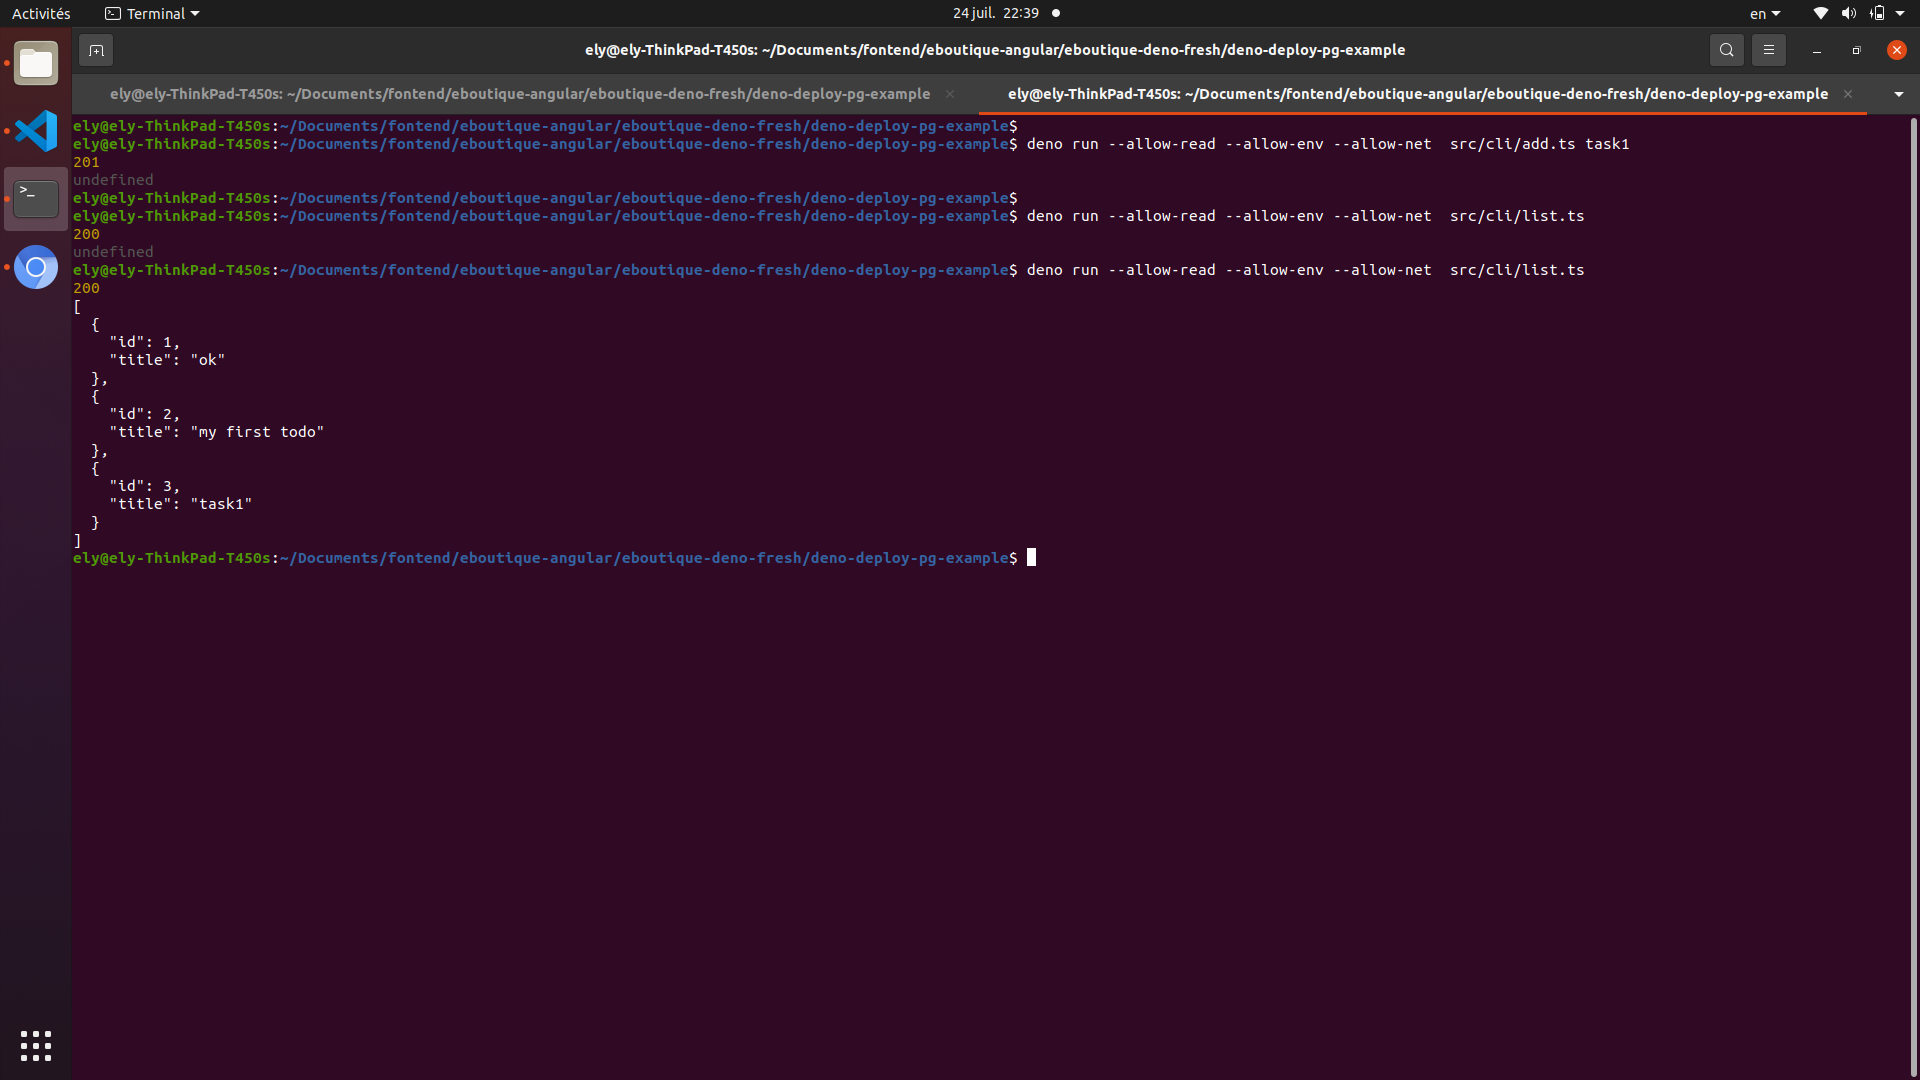 Activités Terminal 24 juil. 22:39 en
ely@ely-ThinkPad-T450s: ~/Documents/fontend/eboutique-angular/eboutique-deno-fresh/deno-deploy-pg-example
ely@ely-ThinkPad-T450s: ~/Documents/fontend/eboutique-angular/eboutique-deno-fresh/deno-deploy-pg-example ely@ely-ThinkPad-T450s: ~/Documents/fontend/eboutique-angular/eboutique-deno-fresh/deno-deploy-pg-example
ely@ely-ThinkPad-T450s:~/Documents/fontend/eboutique-angular/eboutique-deno-fresh/deno-deploy-pg-example$
ely@ely-ThinkPad-T450s:~/Documents/fontend/eboutique-angular/eboutique-deno-fresh/deno-deploy-pg-example$ deno run --allow-read --allow-env --allow-net  src/cli/add.ts task1
201
undefined
ely@ely-ThinkPad-T450s:~/Documents/fontend/eboutique-angular/eboutique-deno-fresh/deno-deploy-pg-example$
ely@ely-ThinkPad-T450s:~/Documents/fontend/eboutique-angular/eboutique-deno-fresh/deno-deploy-pg-example$ deno run --allow-read --allow-env --allow-net  src/cli/list.ts
200
undefined
ely@ely-ThinkPad-T450s:~/Documents/fontend/eboutique-angular/eboutique-deno-fresh/deno-deploy-pg-example$ deno run --allow-read --allow-env --allow-net  src/cli/list.ts
200
[
  {
    "id": 1,
    "title": "ok"
  },
  {
    "id": 2,
    "title": "my first todo"
  },
  {
    "id": 3,
    "title": "task1"
  }
]
ely@ely-ThinkPad-T450s:~/Documents/fontend/eboutique-angular/eboutique-deno-fresh/deno-deploy-pg-example$